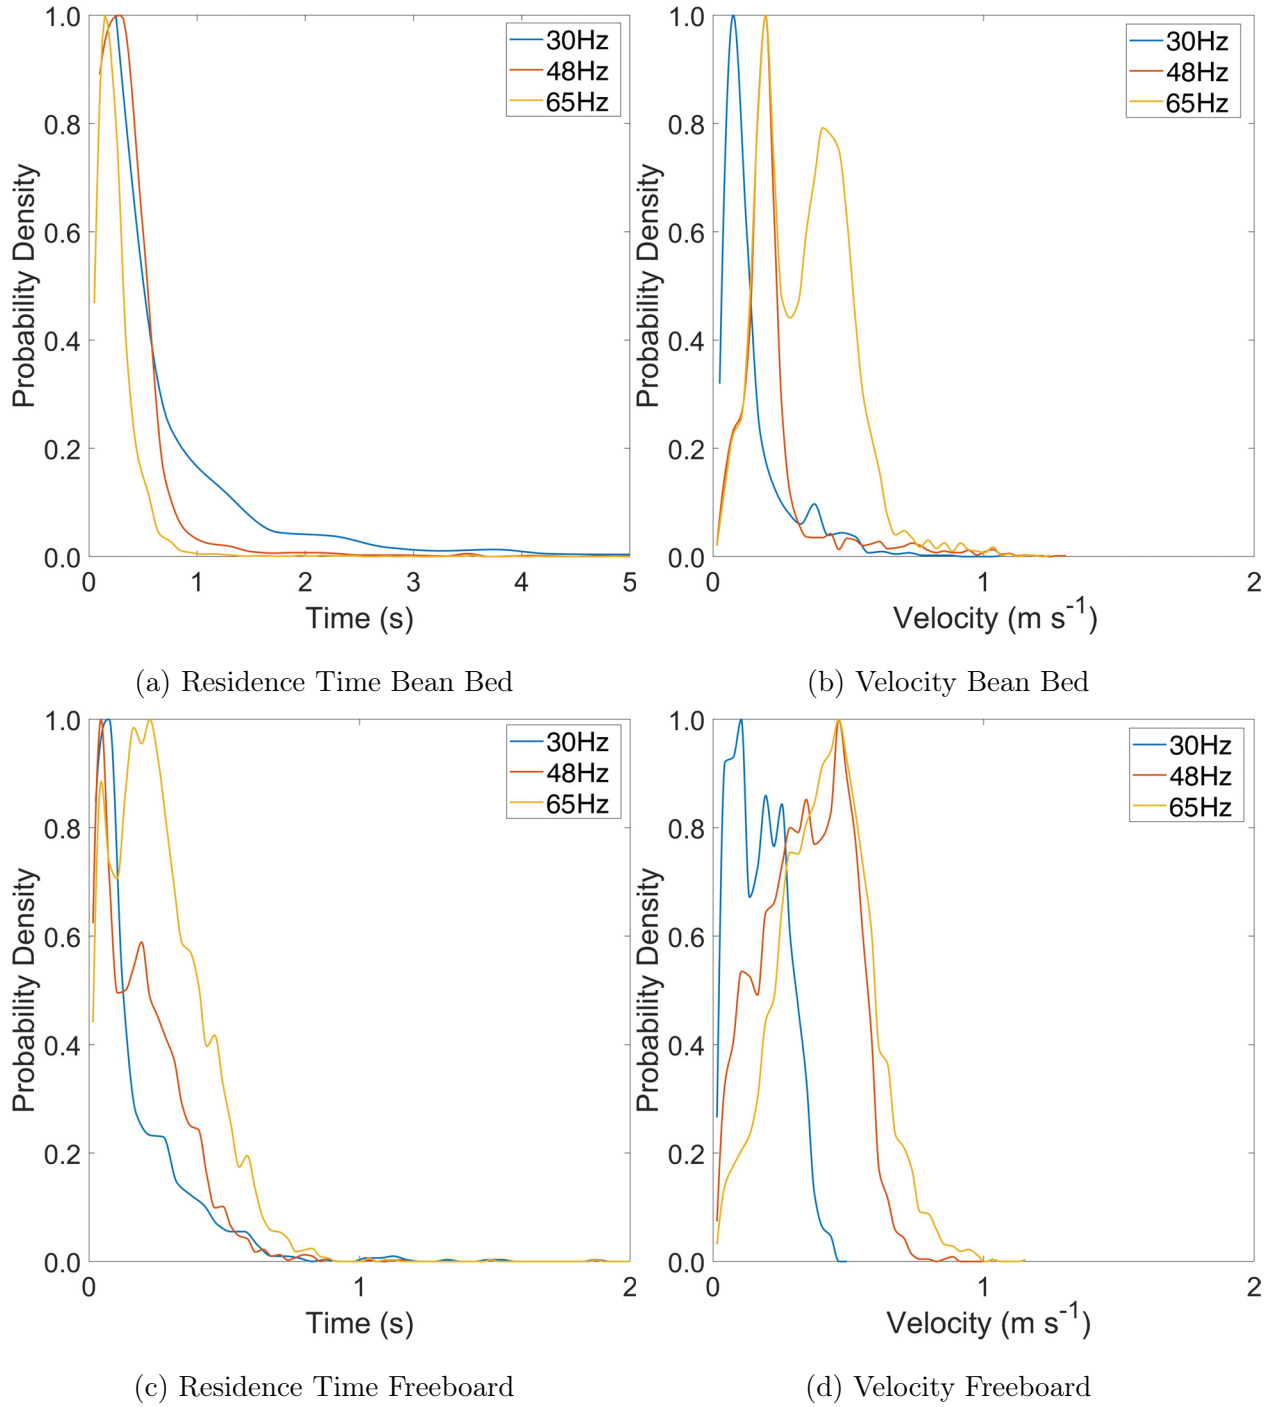 1.0
0.8
0.6
0.4
0.2
0.0
Probability Density
0 1 2 3 4 5
Time (s)
30Hz
48Hz
65Hz
(a) Residence Time Bean Bed
1.0
0.8
0.6
0.4
0.2
0.0
Probability Density
0 1 2
Velocity (m s-1)
30Hz
48Hz
65Hz
(b) Velocity Bean Bed
1.0
0.8
0.6
0.4
0.2
0.0
Probability Density
0 1 2
Time (s)
30Hz
48Hz
65Hz
(c) Residence Time Freeboard
1.0
0.8
0.6
0.4
0.2
0.0
Probability Density
0 1 2
Velocity (m s-1)
30Hz
48Hz
65Hz
(d) Velocity Freeboard